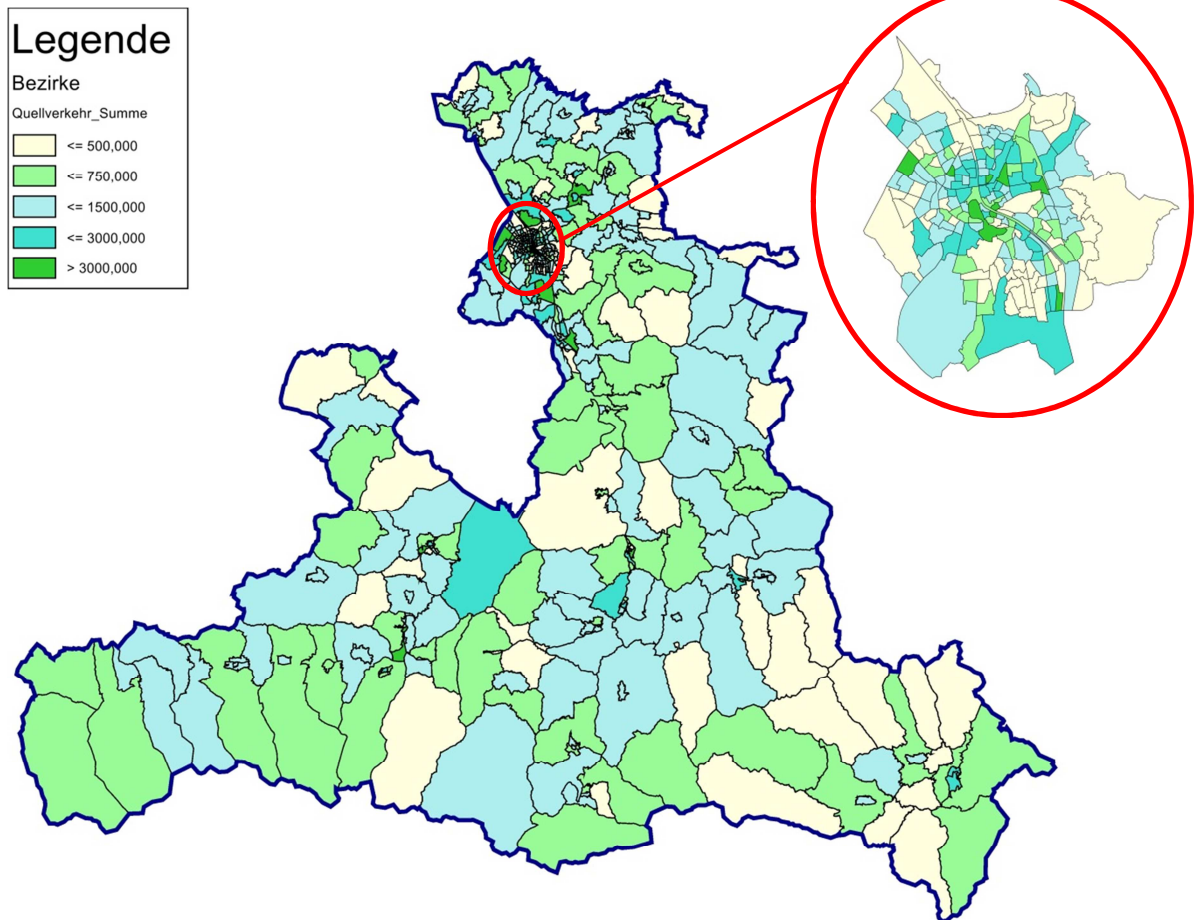 Legende
Bezirke
Quellverkehr_Summe
<= 500,000
<= 750,000
<= 1500,000
<= 3000,000
> 3000,000